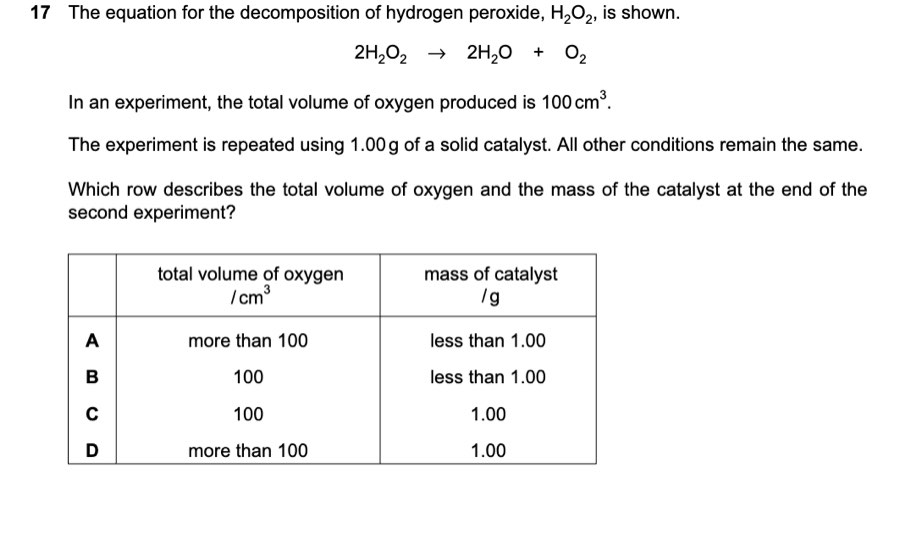 17 The equation for the decomposition of hydrogen peroxide, H₂O₂, is shown.
2H₂O₂ → 2H₂O + O₂
In an experiment, the total volume of oxygen produced is 100 cm³.
The experiment is repeated using 1.00 g of a solid catalyst. All other conditions remain the same.
Which row describes the total volume of oxygen and the mass of the catalyst at the end of the
second experiment?
total volume of oxygen mass of catalyst
/ cm³ / g
A more than 100 less than 1.00
B 100 less than 1.00
C 100 1.00
D more than 100 1.00